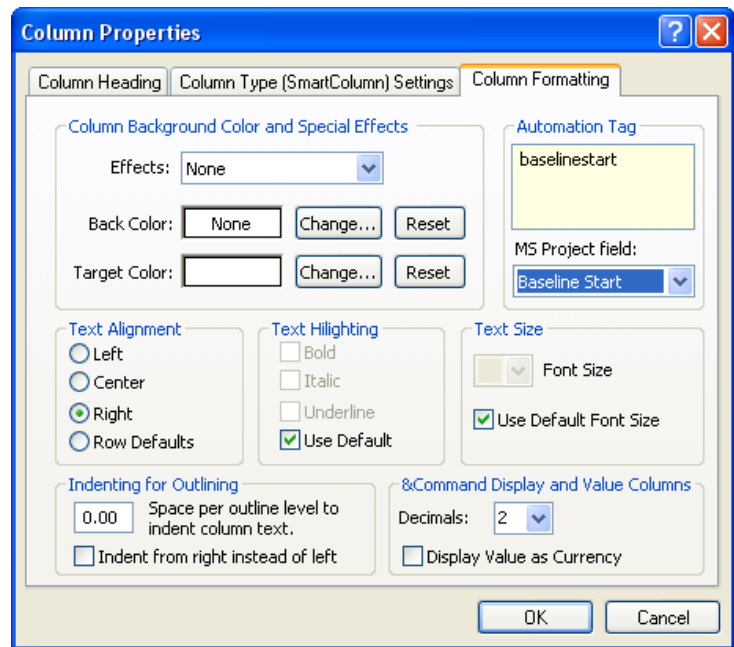 Column Properties
Column Heading
Column Type (SmartColumn) Settings
Column Formatting
Column Background Color and Special Effects
Effects: None
Back Color: None Change... Reset
Target Color: Change... Reset
Automation Tag
baselinestart
MS Project field:
Baseline Start
Text Alignment
Left
Center
Right
Row Defaults
Text Hilighting
Bold
Italic
Underline
Use Default
Text Size
Font Size
Use Default Font Size
Indenting for Outlining
0.00 Space per outline level to
indent column text.
Indent from right instead of left
&Command Display and Value Columns
Decimals: 2
Display Value as Currency
OK
Cancel